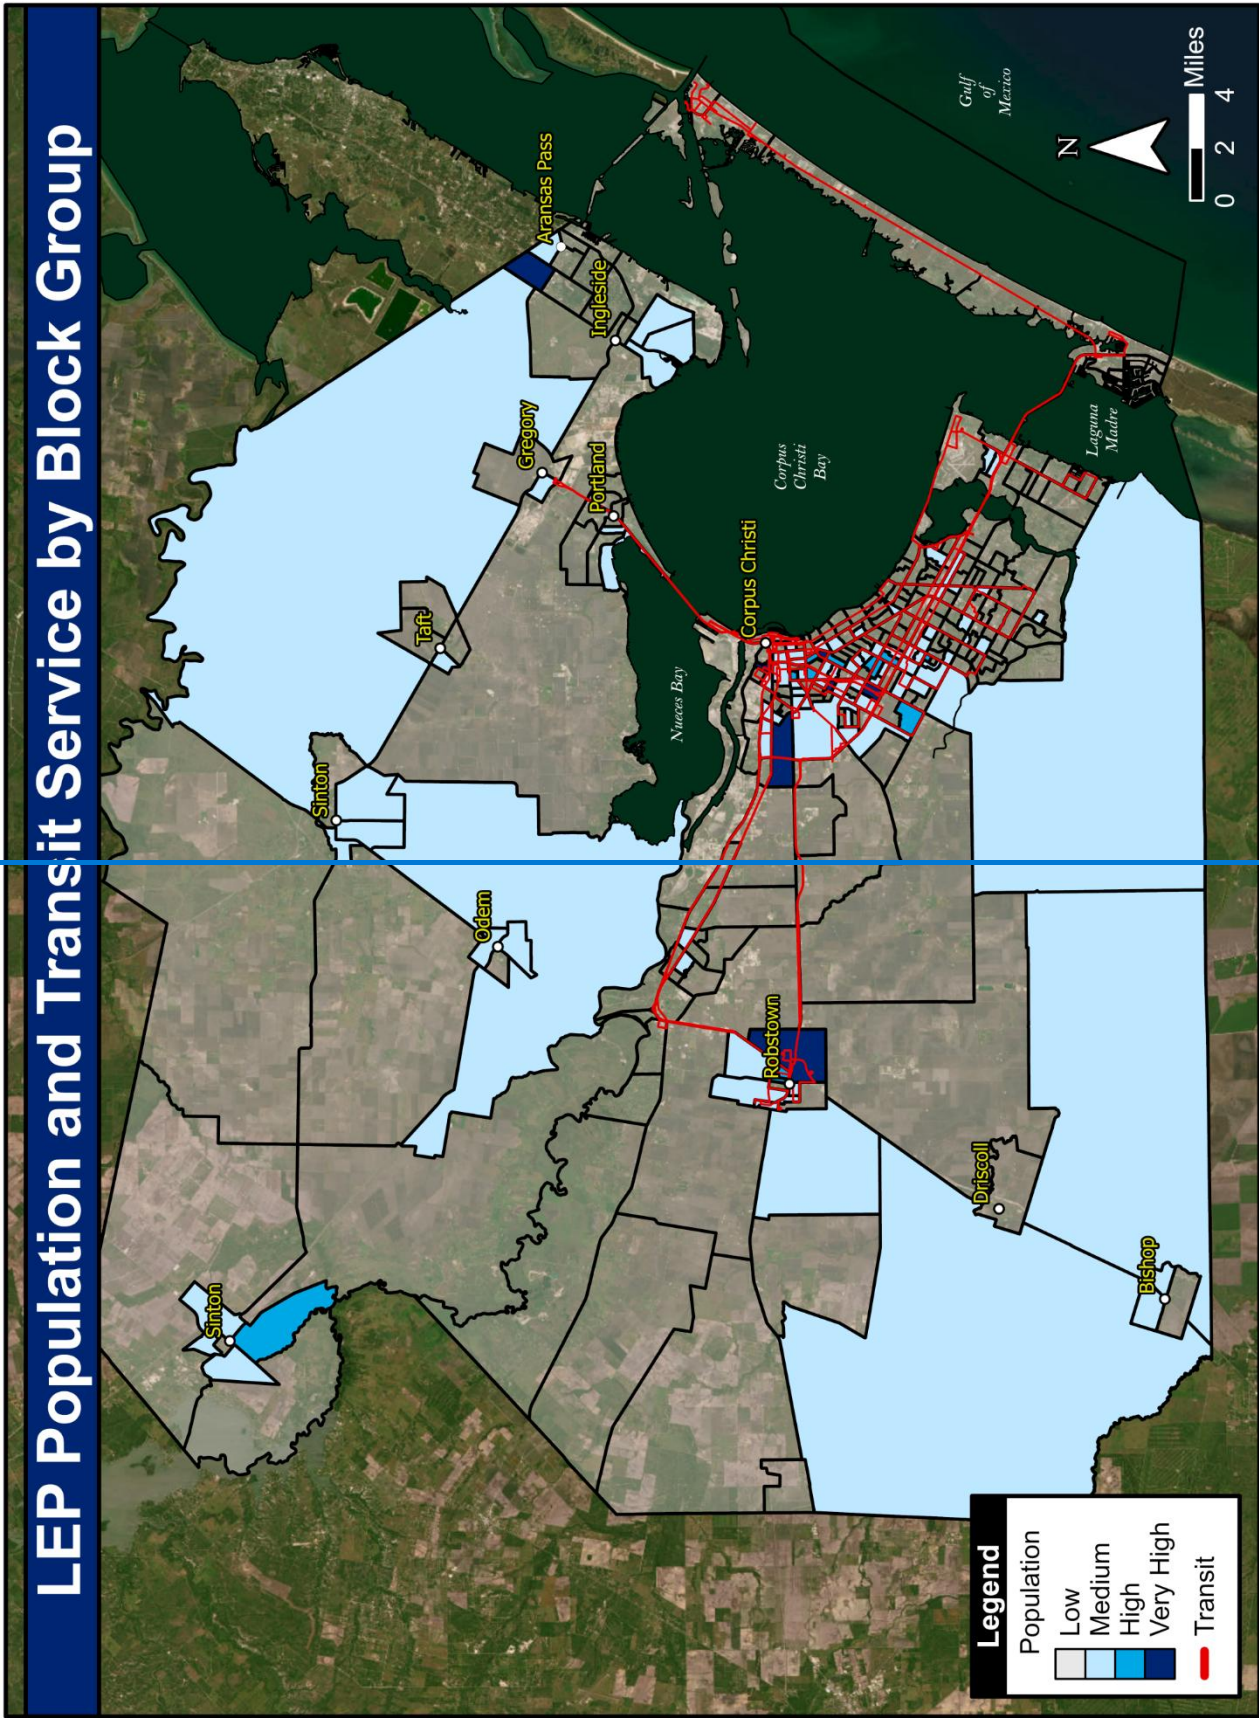 LEP Population and Transit Service by Block Group
Sinton
Sinton
Taft
Odem
Gregory
Aransas Pass
Ingleside
Portland
Nueces Bay
Corpus
Christi
Bay
Corpus Christi
Robstown
Driscoll
Bishop
Laguna
Madre
Gulf
of
Mexico
N
0 2 4 Miles
Legend
Population
Low
Medium
High
Very High
Transit